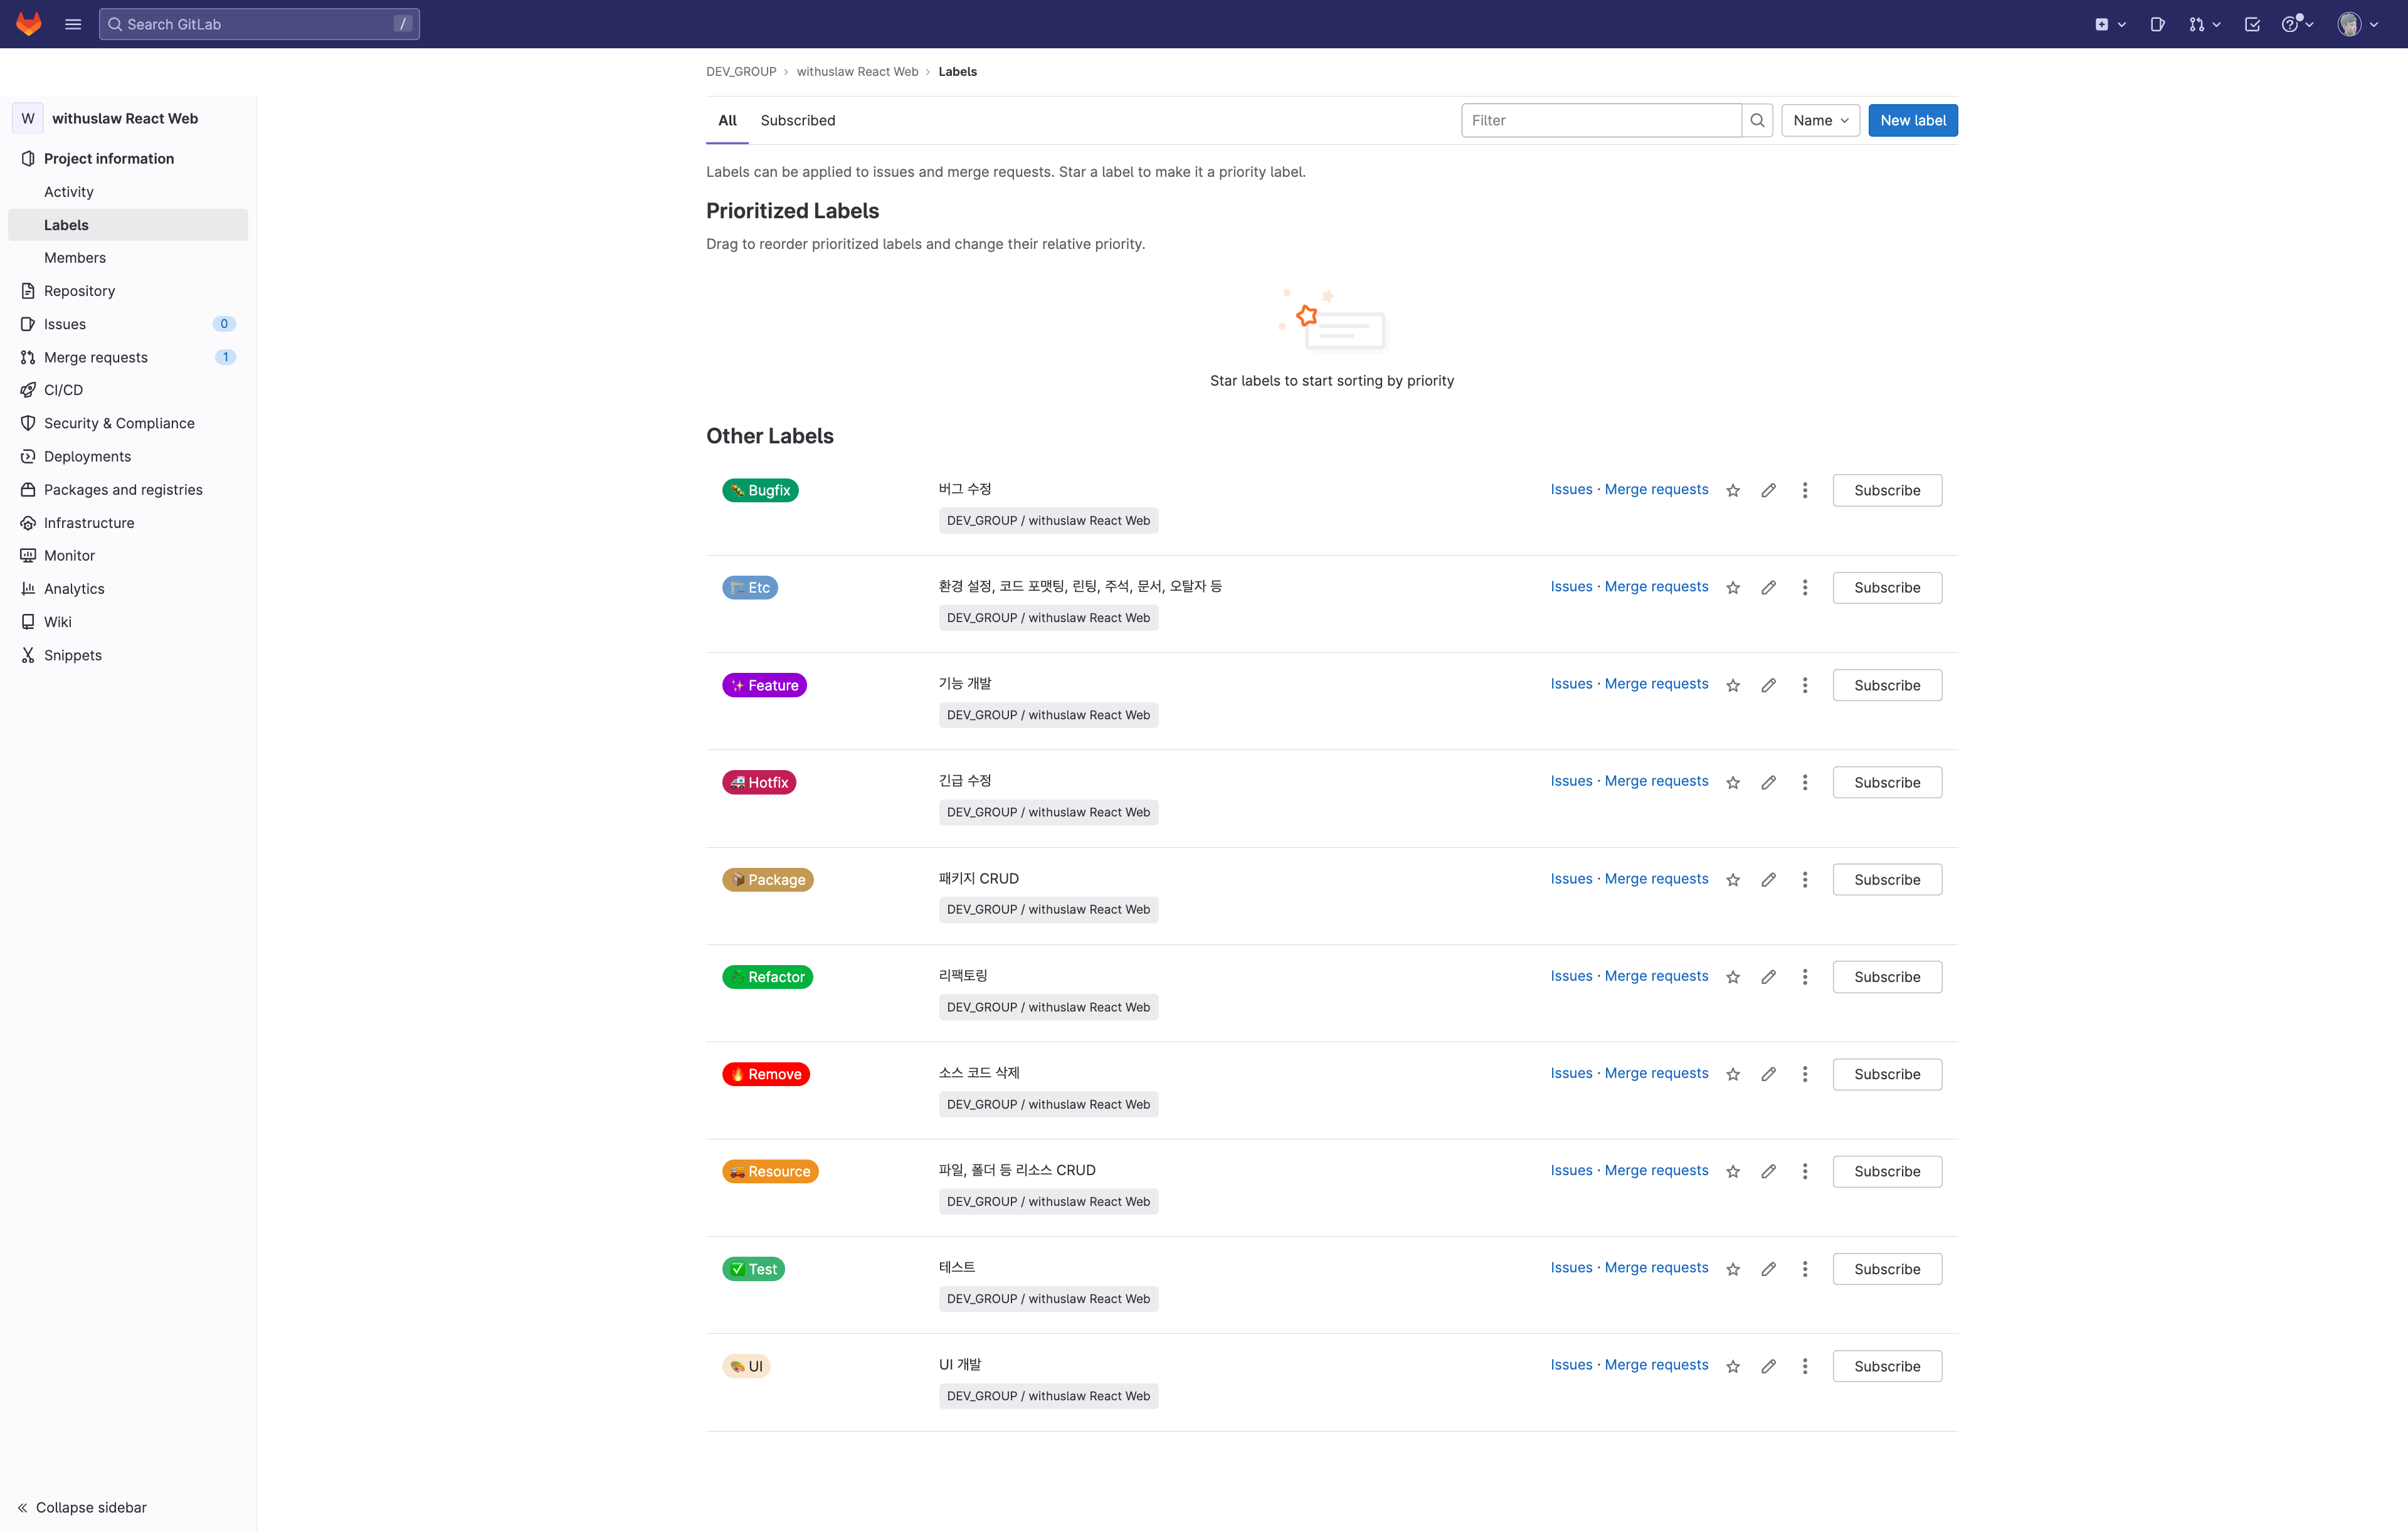 Search GitLab
/
DEV_GROUP › withuslaw React Web › Labels
W withuslaw React Web
Project information
Activity
Labels
Members
Repository
Issues 0
Merge requests 1
CI/CD
Security & Compliance
Deployments
Packages and registries
Infrastructure
Monitor
Analytics
Wiki
Snippets
Collapse sidebar
All Subscribed
Filter
Name
New label
Labels can be applied to issues and merge requests. Star a label to make it a priority label.
Prioritized Labels
Drag to reorder prioritized labels and change their relative priority.
Star labels to start sorting by priority
Other Labels
Bugfix 버그 수정 Issues · Merge requests Subscribe
DEV_GROUP / withuslaw React Web
Etc 환경 설정, 코드 포맷팅, 린팅, 주석, 문서, 오탈자 등 Issues · Merge requests Subscribe
DEV_GROUP / withuslaw React Web
Feature 기능 개발 Issues · Merge requests Subscribe
DEV_GROUP / withuslaw React Web
Hotfix 긴급 수정 Issues · Merge requests Subscribe
DEV_GROUP / withuslaw React Web
Package 패키지 CRUD Issues · Merge requests Subscribe
DEV_GROUP / withuslaw React Web
Refactor 리팩토링 Issues · Merge requests Subscribe
DEV_GROUP / withuslaw React Web
Remove 소스 코드 삭제 Issues · Merge requests Subscribe
DEV_GROUP / withuslaw React Web
Resource 파일, 폴더 등 리소스 CRUD Issues · Merge requests Subscribe
DEV_GROUP / withuslaw React Web
Test 테스트 Issues · Merge requests Subscribe
DEV_GROUP / withuslaw React Web
UI UI 개발 Issues · Merge requests Subscribe
DEV_GROUP / withuslaw React Web